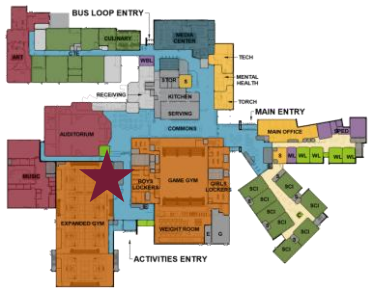 BUS LOOP ENTRY
CULINARY
MEDIA
CENTER
ART
WBL
TECH
STOR
S
MENTAL
HEALTH
RECEIVING
KITCHEN
TORCH
SERVING
MAIN ENTRY
AUDITORIUM
COMMONS
MAIN OFFICE
SPED
S
WL
WL
WL
WL
MUSIC
BOYS
LOCKERS
GAME GYM
GIRLS
LOCKERS
SCI
SCI
SCI
SCI
SCI
SCI
SCI
EXPANDED GYM
WEIGHT ROOM
E
G
ACTIVITIES ENTRY